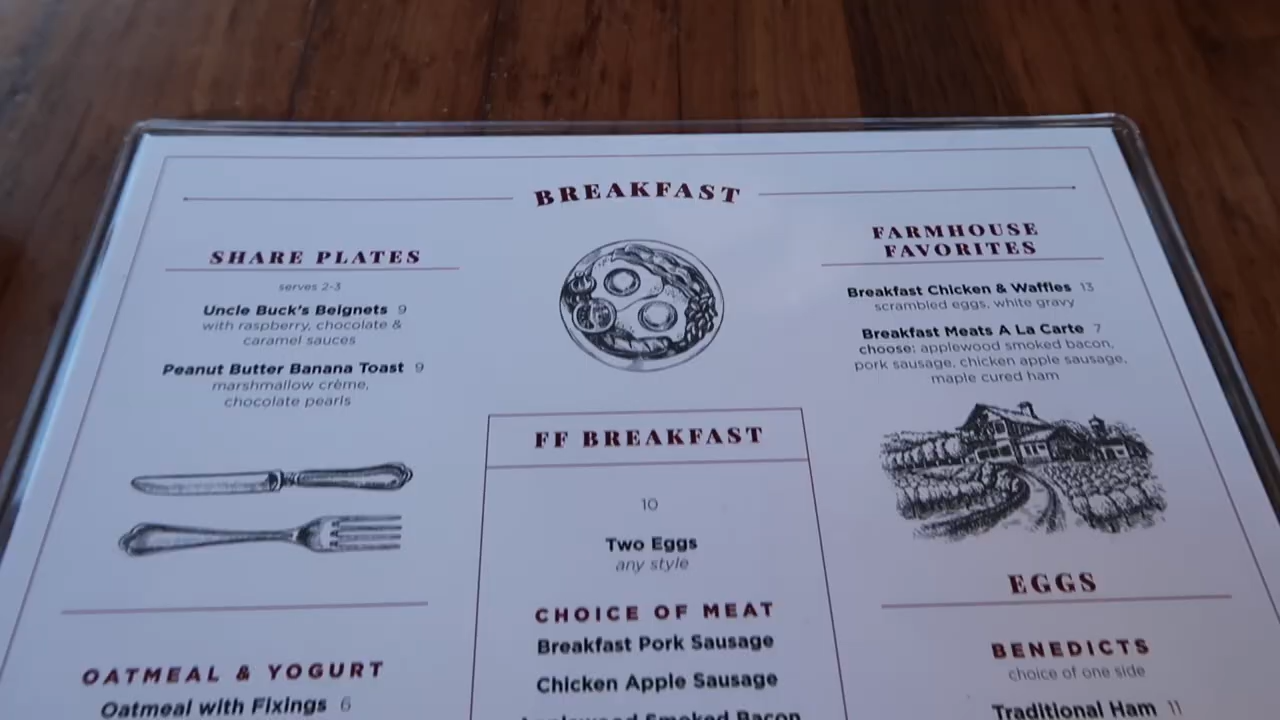 BREAKFAST
SHARE PLATES
serves 2-3
Uncle Buck's Beignets 9
with raspberry, chocolate &
caramel sauces
Peanut Butter Banana Toast 9
marshmallow crème,
chocolate pearls
OATMEAL & YOGURT
Oatmeal with Fixings 6
FF BREAKFAST
10
Two Eggs
any style
CHOICE OF MEAT
Breakfast Pork Sausage
Chicken Apple Sausage
Applewood Smoked Bacon
FARMHOUSE
FAVORITES
Breakfast Chicken & Waffles 13
scrambled eggs, white gravy
Breakfast Meats A La Carte 7
choose: applewood smoked bacon,
pork sausage, chicken apple sausage,
maple cured ham
EGGS
BENEDICTS
choice of one side
Traditional Ham 11